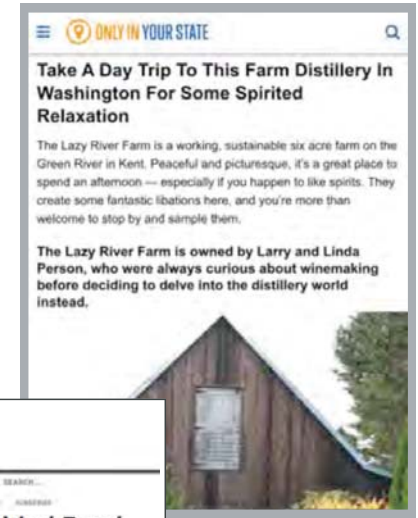 ONLY IN YOUR STATE
Take A Day Trip To This Farm Distillery In
Washington For Some Spirited
Relaxation
The Lazy River Farm is a working, sustainable six acre farm on the
Green River in Kent. Peaceful and picturesque, it's a great place to
spend an afternoon — especially if you happen to like spirits. They
create some fantastic libations here, and you're more than
welcome to stop by and sample them.
The Lazy River Farm is owned by Larry and Linda
Person, who were always curious about winemaking
before deciding to delve into the distillery world
instead.
SEARCH...